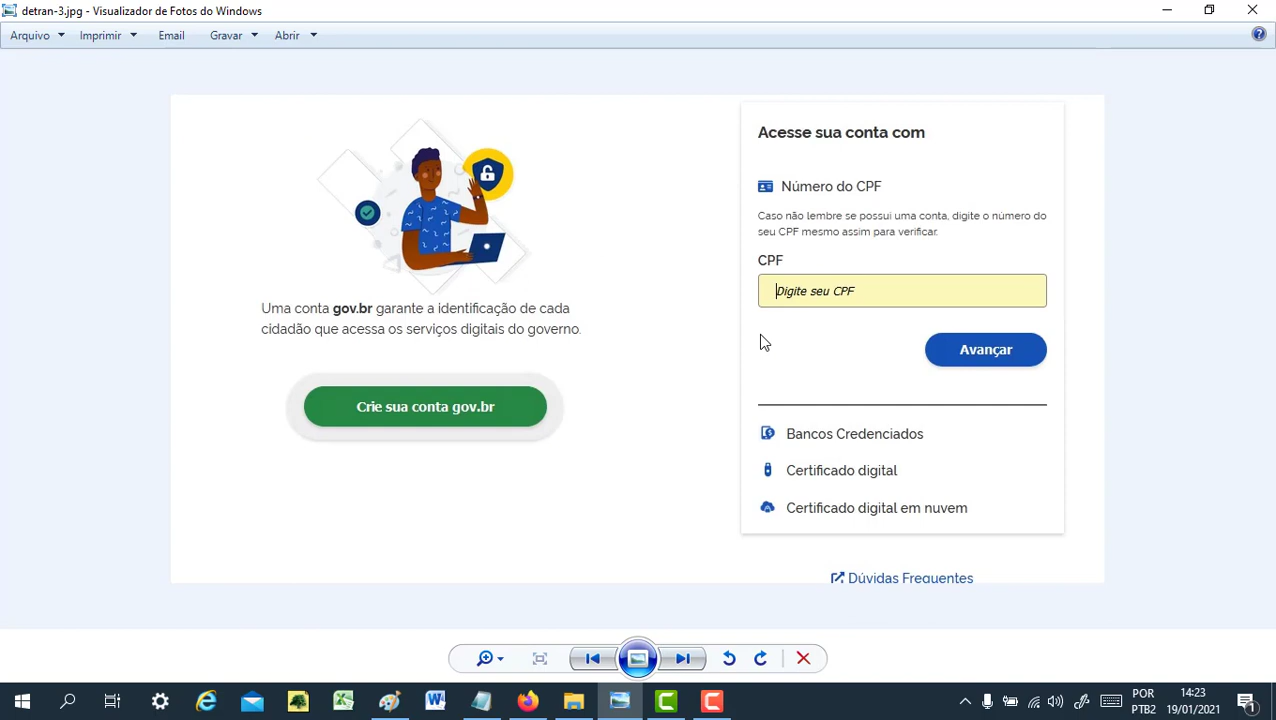 detran-3.jpg - Visualizador de Fotos do Windows
Arquivo Imprimir Email Gravar Abrir
Acesse sua conta com
Número do CPF
Caso não lembre se possui uma conta, digite o número do
seu CPF mesmo assim para verificar.
CPF
Digite seu CPF
Avançar
Uma conta gov.br garante a identificação de cada
cidadão que acessa os serviços digitais do governo.
Crie sua conta gov.br
Bancos Credenciados
Certificado digital
Certificado digital em nuvem
Dúvidas Frequentes
POR
PTB2
14:23
19/01/2021
1